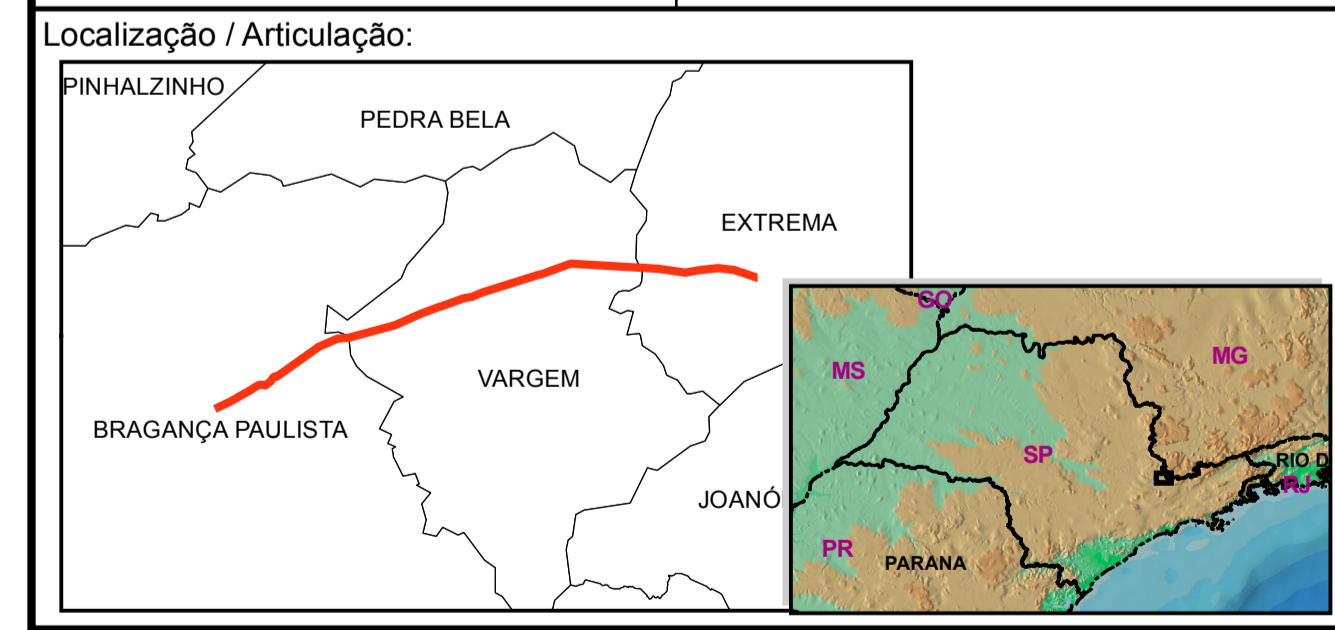 Localização / Articulação:
PINHALZINHO
PEDRA BELA
EXTREMA
VARGEM
BRAGANÇA PAULISTA
JOANÓ
GO
MS
MG
SP
RIO D
RJ
PR
PARANA